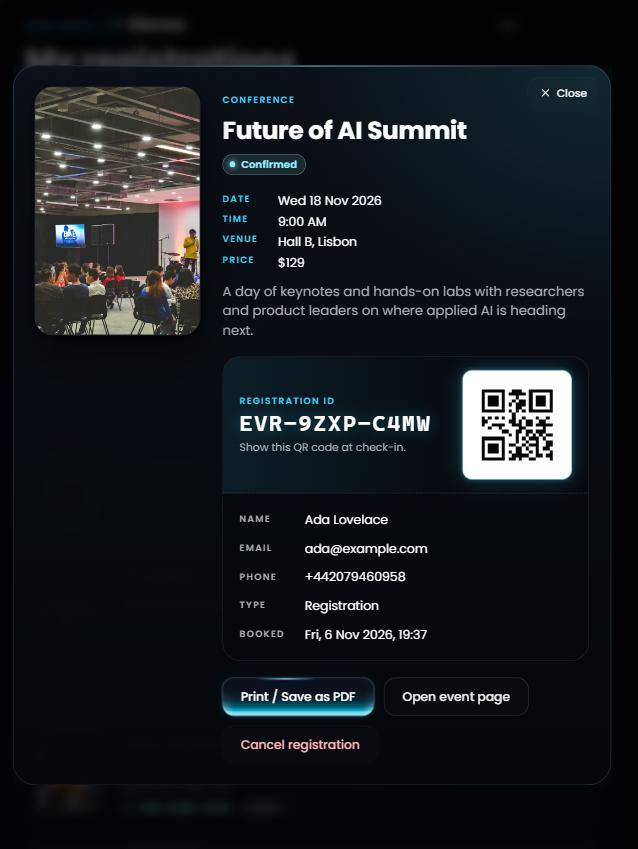 My registrations
Close
CONFERENCE
Future of AI Summit
Confirmed
DATE Wed 18 Nov 2026
TIME 9:00 AM
VENUE Hall B, Lisbon
PRICE $129
A day of keynotes and hands-on labs with researchers
and product leaders on where applied AI is heading
next.
REGISTRATION ID
EVR-9ZXP-C4MW
Show this QR code at check-in.
NAME Ada Lovelace
EMAIL ada@example.com
PHONE +442079460958
TYPE Registration
BOOKED Fri, 6 Nov 2026, 19:37
Print / Save as PDF
Open event page
Cancel registration